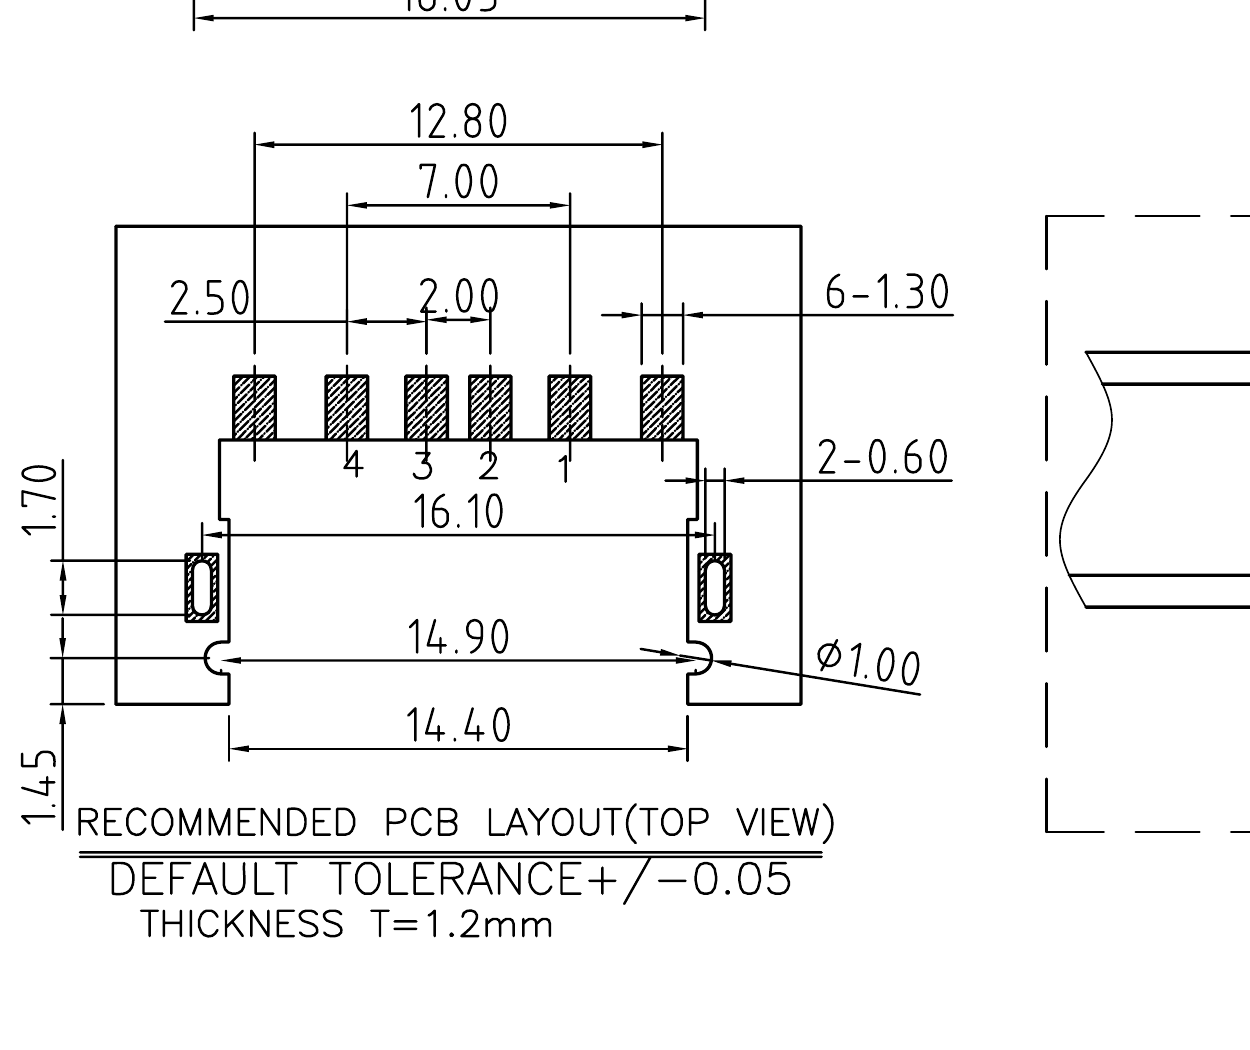 12.80
7.00
2.50 2.00 6-1.30
4 3 2 1
2-0.60
1.70
16.10
14.90
Ø1.00
14.40
1.45
RECOMMENDED PCB LAYOUT(TOP VIEW)
DEFAULT TOLERANCE+/-0.05
THICKNESS T=1.2mm